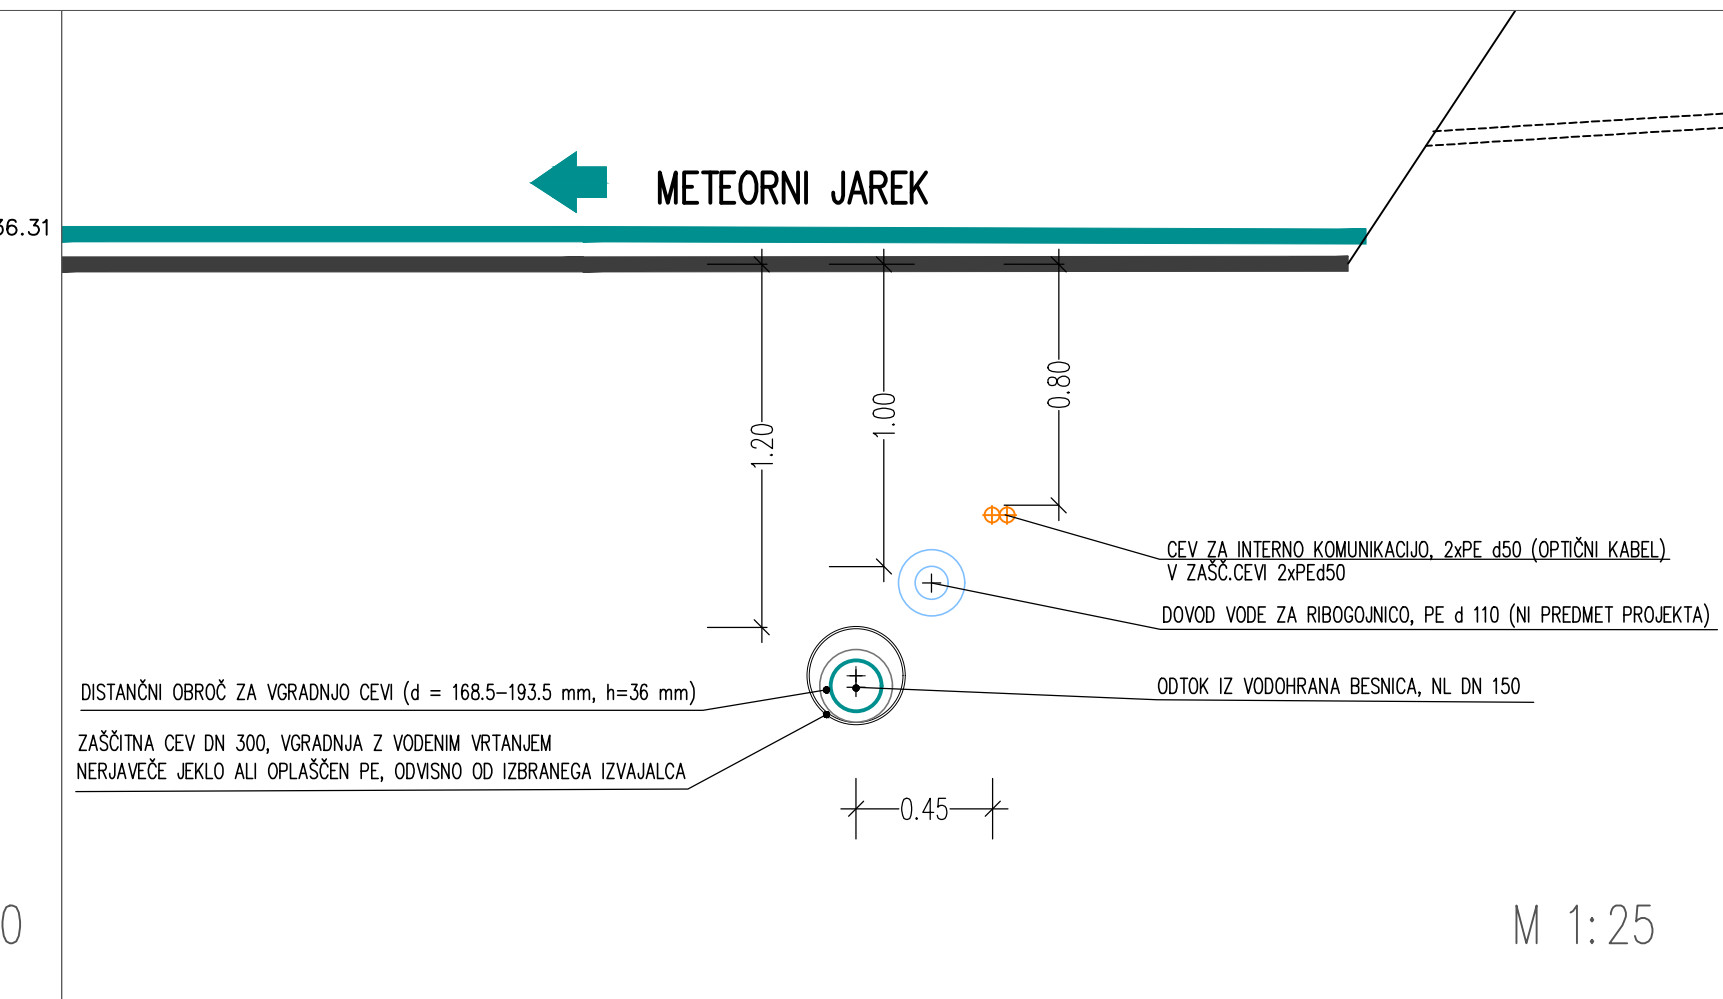 METEORNI JAREK
36.31
0.80
1.00
1.20
CEV ZA INTERNO KOMUNIKACIJO, 2xPE d50 (OPTIČNI KABEL)
V ZAŠČ.CEVI 2xPEd50
DOVOD VODE ZA RIBOGOJNICO, PE d 110 (NI PREDMET PROJEKTA)
ODTOK IZ VODOHRANA BESNICA, NL DN 150
DISTANČNI OBROČ ZA VGRADNJO CEVI (d = 168.5-193.5 mm, h=36 mm)
ZAŠČITNA CEV DN 300, VGRADNJA Z VODENIM VRTANJEM
NERJAVEČE JEKLO ALI OPLAŠČEN PE, ODVISNO OD IZBRANEGA IZVAJALCA
0.45
0
M 1:25